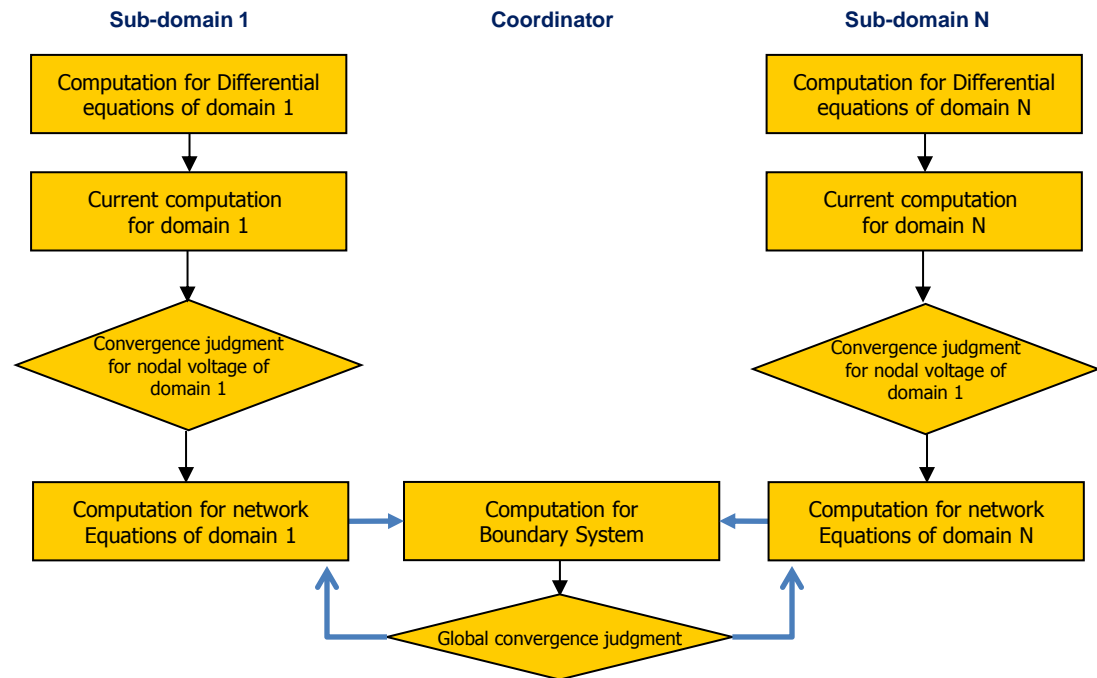 Sub-domain 1
Coordinator
Sub-domain N
Computation for Differential
equations of domain 1
Computation for Differential
equations of domain N
Current computation
for domain 1
Current computation
for domain N
Convergence judgment
for nodal voltage of
domain 1
Convergence judgment
for nodal voltage of
domain 1
Computation for network
Equations of domain 1
Computation for
Boundary System
Computation for network
Equations of domain N
Global convergence judgment